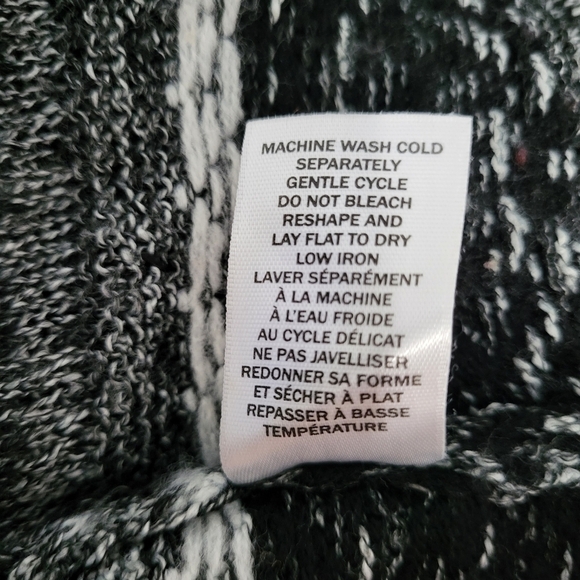 MACHINE WASH COLD
SEPARATELY
GENTLE CYCLE
DO NOT BLEACH
RESHAPE AND
LAY FLAT TO DRY
LOW IRON
LAVER SÉPARÉMENT
À LA MACHINE
À L'EAU FROIDE
AU CYCLE DÉLICAT
NE PAS JAVELLISER
REDONNER SA FORME
ET SÉCHER À PLAT
REPASSER À BASSE
TEMPÉRATURE